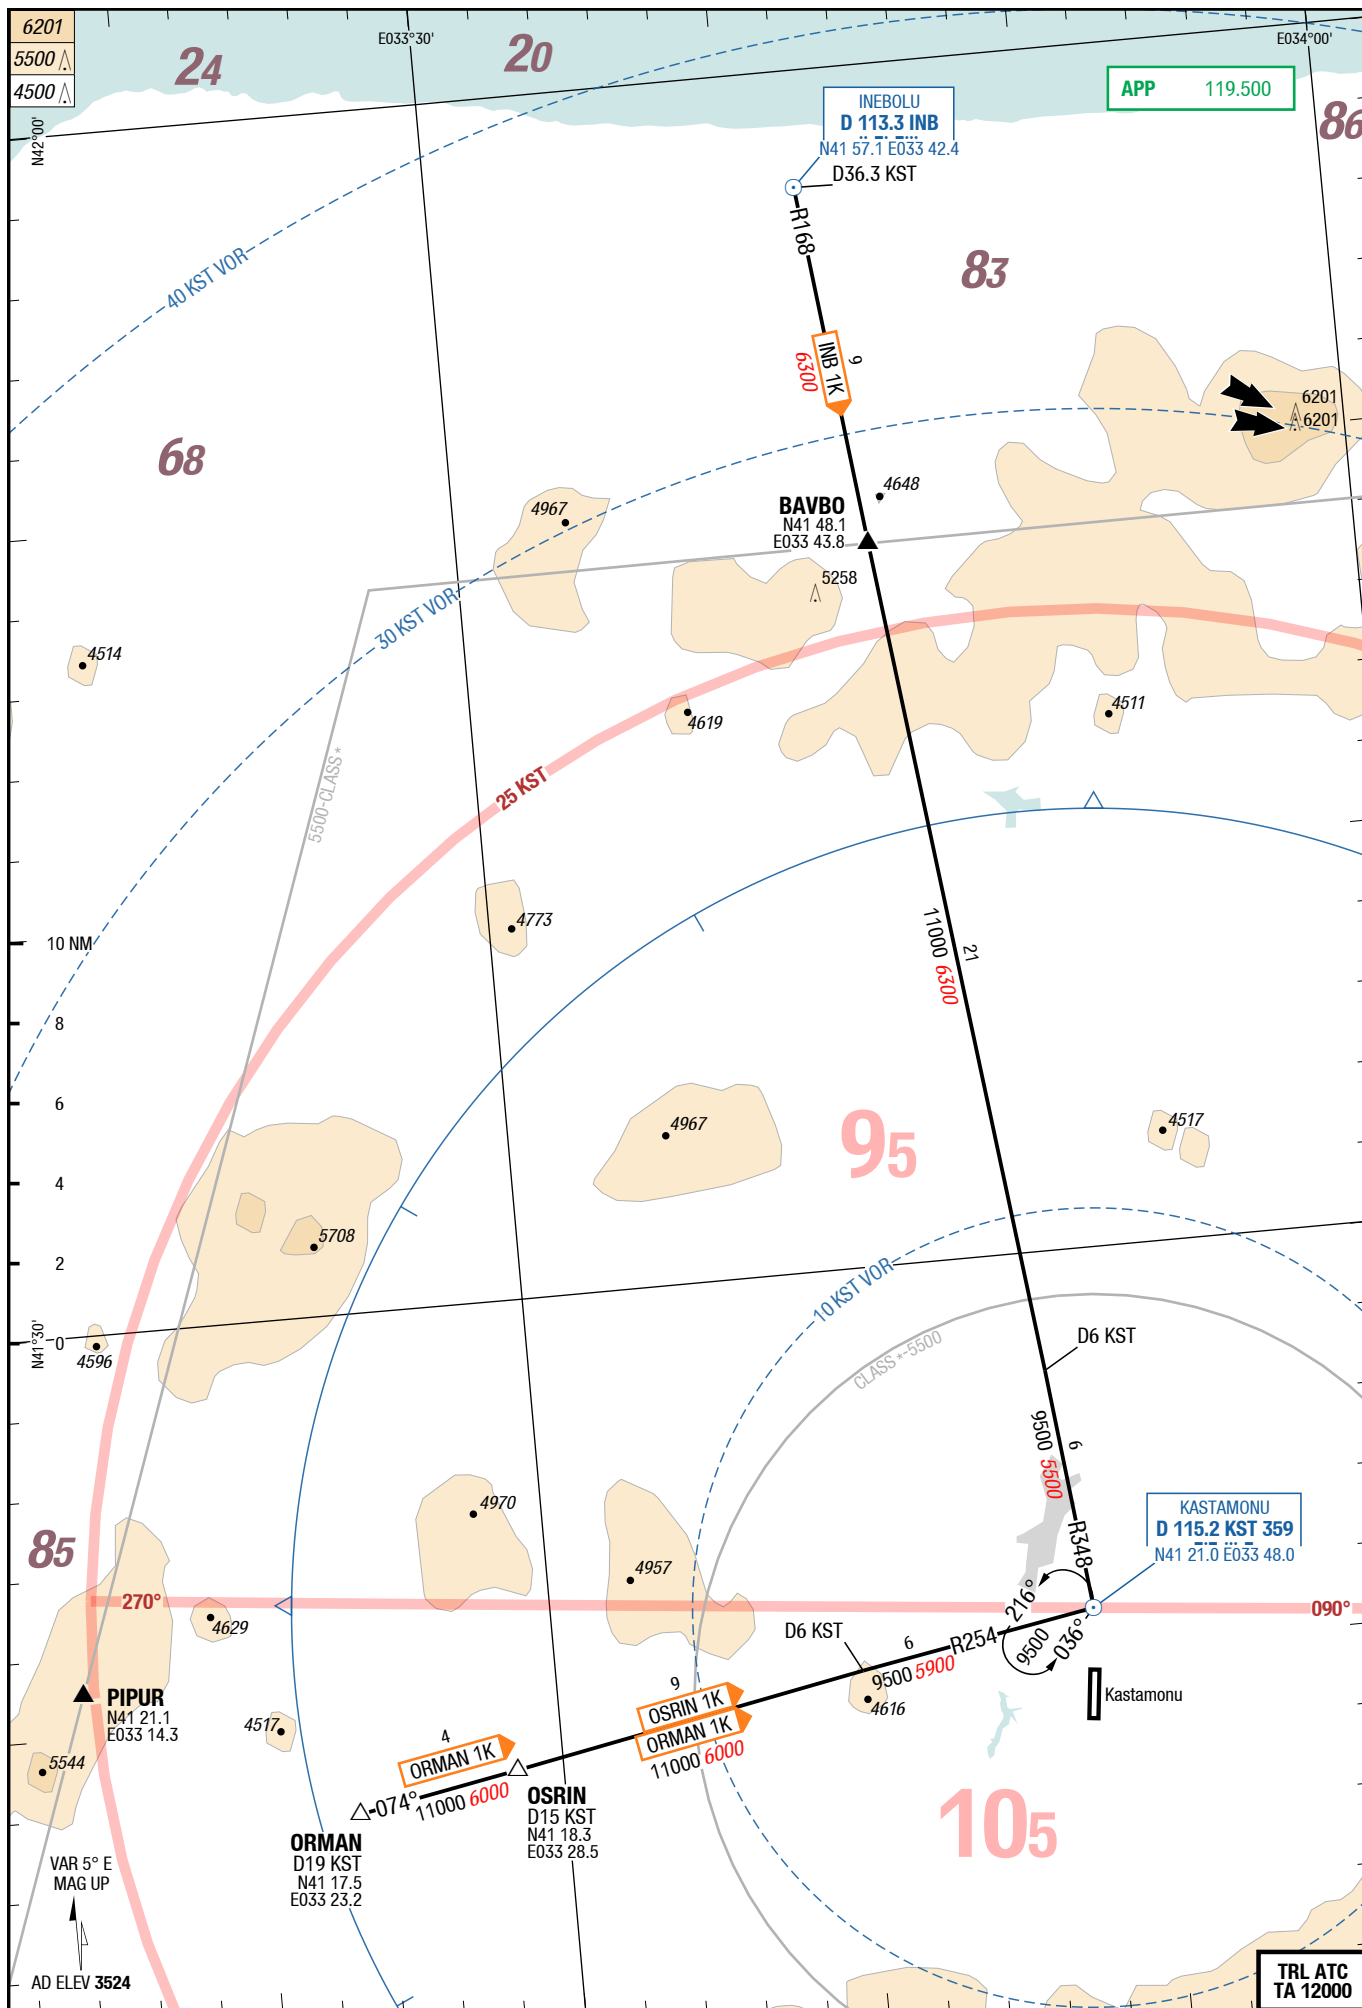 6201
5500
4500
24
E033°30'
20
E034°00'
APP 119.500
86
N42°00'
INEBOLU
D 113.3 INB
N41 57.1 E033 42.4
D36.3 KST
R168
40 KST VOR
83
INB 1K
9
6300
6201
6201
68
4648
4967
BAVBO
N41 48.1
E033 43.8
5258
30 KST VOR
4514
4619
4511
5500-CLASS *
25 KST
4773
11000 6300
21
10 NM
8
6
4
2
0
4967
95
4517
5708
10 KST VOR
N41°30'
4596
D6 KST
CLASS *-5500
9500 5500
6
4970
KASTAMONU
D 115.2 KST 359
N41 21.0 E033 48.0
R348
85
4957
270°
216°
090°
4629
D6 KST
6
R254
9500
036°
9500 5900
4616
PIPUR
N41 21.1
E033 14.3
9
OSRIN 1K
ORMAN 1K
11000 6000
Kastamonu
4517
5544
4
ORMAN 1K
074°
11000 6000
OSRIN
D15 KST
N41 18.3
E033 28.5
ORMAN
D19 KST
N41 17.5
E033 23.2
105
VAR 5° E
MAG UP
AD ELEV 3524
TRL ATC
TA 12000